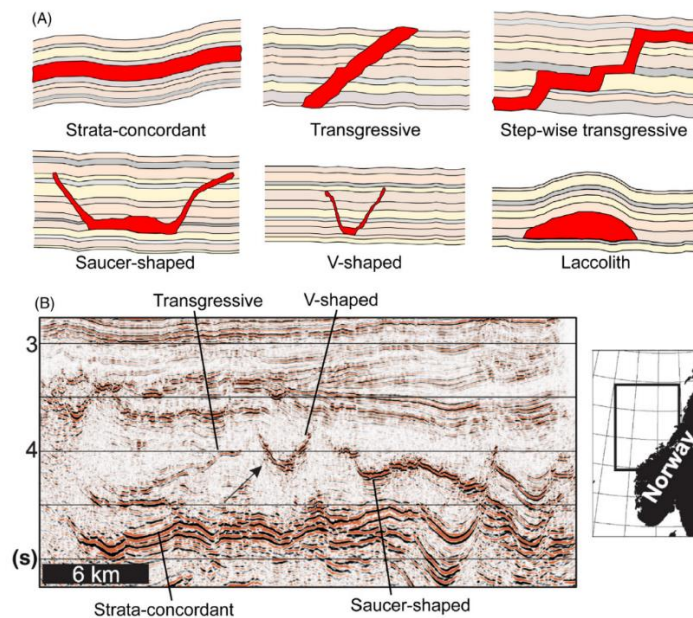 (A)
Strata-concordant
Transgressive
Step-wise transgressive
Saucer-shaped
V-shaped
Laccolith
(B)
Transgressive
V-shaped
3
4
(s)
6 km
Strata-concordant
Saucer-shaped
Norway